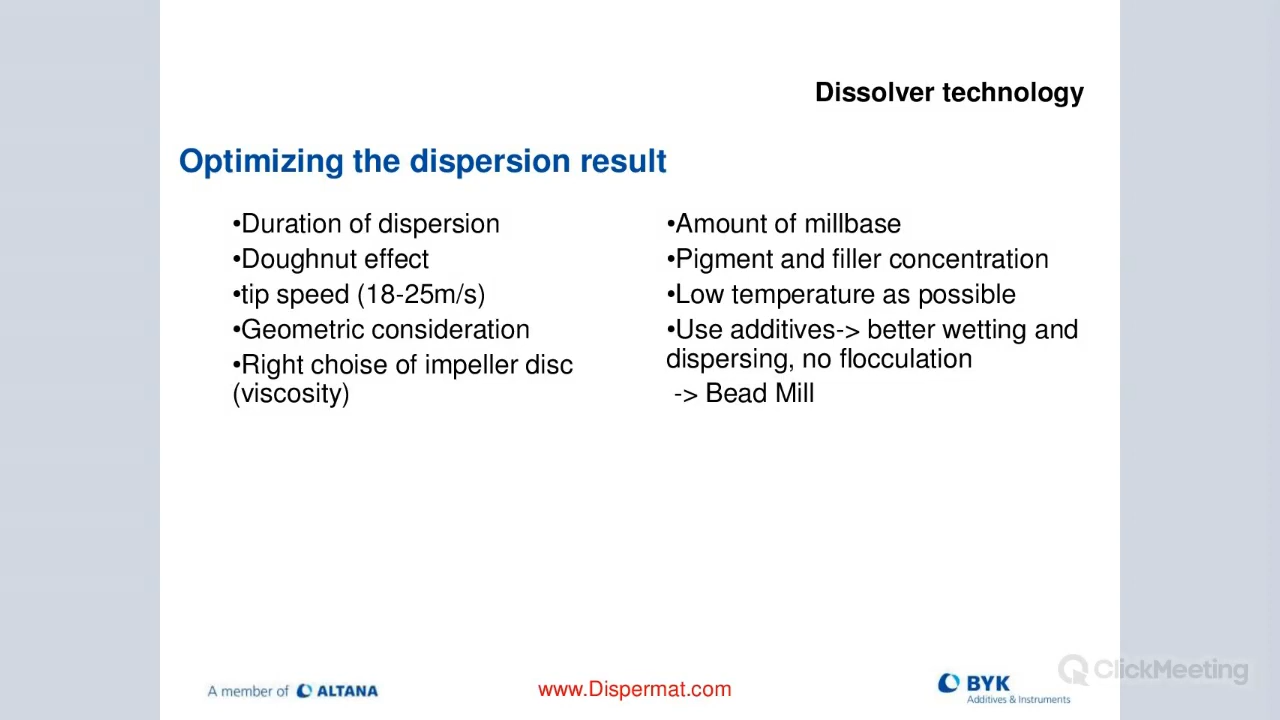 Dissolver technology
Optimizing the dispersion result
•Duration of dispersion
•Doughnut effect
•tip speed (18-25m/s)
•Geometric consideration
•Right choise of impeller disc
(viscosity)
•Amount of millbase
•Pigment and filler concentration
•Low temperature as possible
•Use additives-> better wetting and
dispersing, no flocculation
-> Bead Mill
A member of ALTANA
www.Dispermat.com
BYK
Additives & Instruments
ClickMeeting